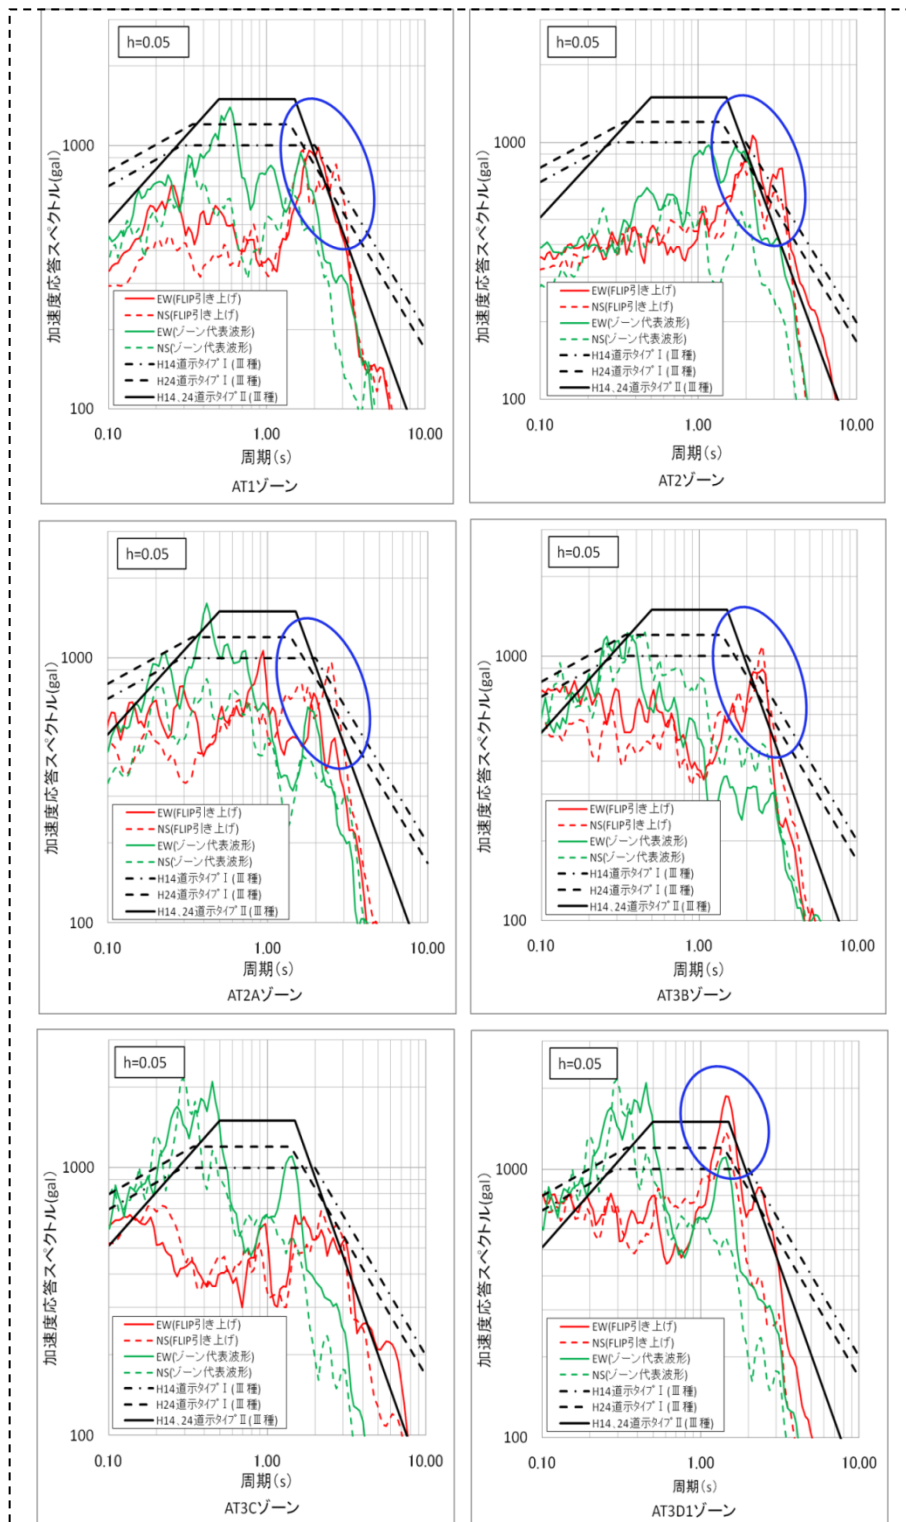 h=0.05
加速度応答スペクトル(gal)
1000
EW(FLIP引き上げ)
NS(FLIP引き上げ)
EW(ゾーン代表波形)
NS(ゾーン代表波形)
H14道示タイプⅠ(Ⅲ種)
H24道示タイプⅠ(Ⅲ種)
H14.24道示タイプⅡ(Ⅲ種)
100
0.10 1.00 10.00
周期(s)
AT1ゾーン
h=0.05
加速度応答スペクトル(gal)
1000
EW(FLIP引き上げ)
NS(FLIP引き上げ)
EW(ゾーン代表波形)
NS(ゾーン代表波形)
H14道示タイプⅠ(Ⅲ種)
H24道示タイプⅠ(Ⅲ種)
H14.24道示タイプⅡ(Ⅲ種)
100
0.10 1.00 10.00
周期(s)
AT2ゾーン
h=0.05
加速度応答スペクトル(gal)
1000
EW(FLIP引き上げ)
NS(FLIP引き上げ)
EW(ゾーン代表波形)
NS(ゾーン代表波形)
H14道示タイプⅠ(Ⅲ種)
H24道示タイプⅠ(Ⅲ種)
H14.24道示タイプⅡ(Ⅲ種)
100
0.10 1.00 10.00
周期(s)
AT2Aゾーン
h=0.05
加速度応答スペクトル(gal)
1000
EW(FLIP引き上げ)
NS(FLIP引き上げ)
EW(ゾーン代表波形)
NS(ゾーン代表波形)
H14道示タイプⅠ(Ⅲ種)
H24道示タイプⅠ(Ⅲ種)
H14.24道示タイプⅡ(Ⅲ種)
100
0.10 1.00 10.00
周期(s)
AT3Bゾーン
h=0.05
加速度応答スペクトル(gal)
1000
EW(FLIP引き上げ)
NS(FLIP引き上げ)
EW(ゾーン代表波形)
NS(ゾーン代表波形)
H14道示タイプⅠ(Ⅲ種)
H24道示タイプⅠ(Ⅲ種)
H14.24道示タイプⅡ(Ⅲ種)
100
0.10 1.00 10.00
周期(s)
AT3Cゾーン
h=0.05
加速度応答スペクトル(gal)
1000
EW(FLIP引き上げ)
NS(FLIP引き上げ)
EW(ゾーン代表波形)
NS(ゾーン代表波形)
H14道示タイプⅠ(Ⅲ種)
H24道示タイプⅠ(Ⅲ種)
H14.24道示タイプⅡ(Ⅲ種)
100
0.10 1.00 10.00
周期(s)
AT3D1ゾーン